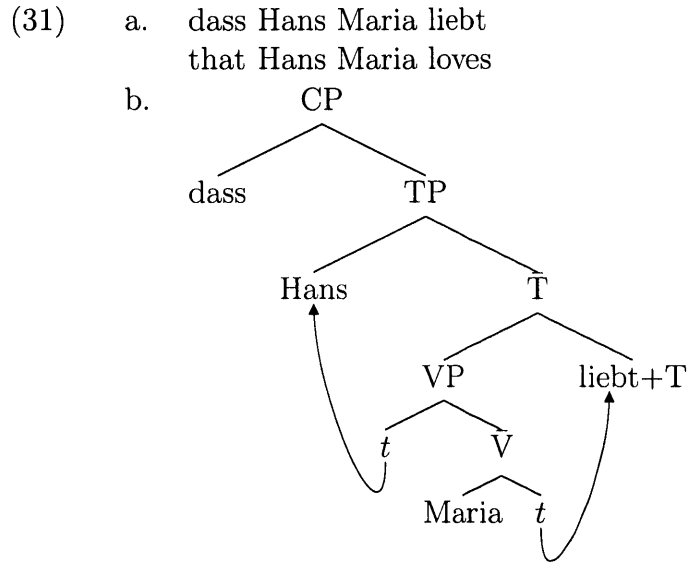 (31) a. dass Hans Maria liebt
that Hans Maria loves
b. CP
dass TP
Hans T̄
VP liebt+T
t V̄
Maria t